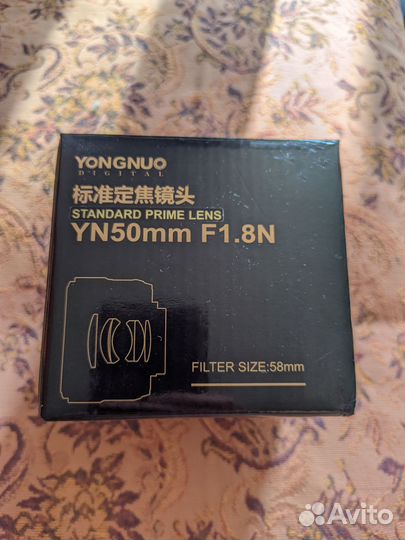 YONGNUO
DIGITAL
标准定焦镜头
STANDARD PRIME LENS
YN50mm F1.8N
FILTER SIZE:58mm
Avito